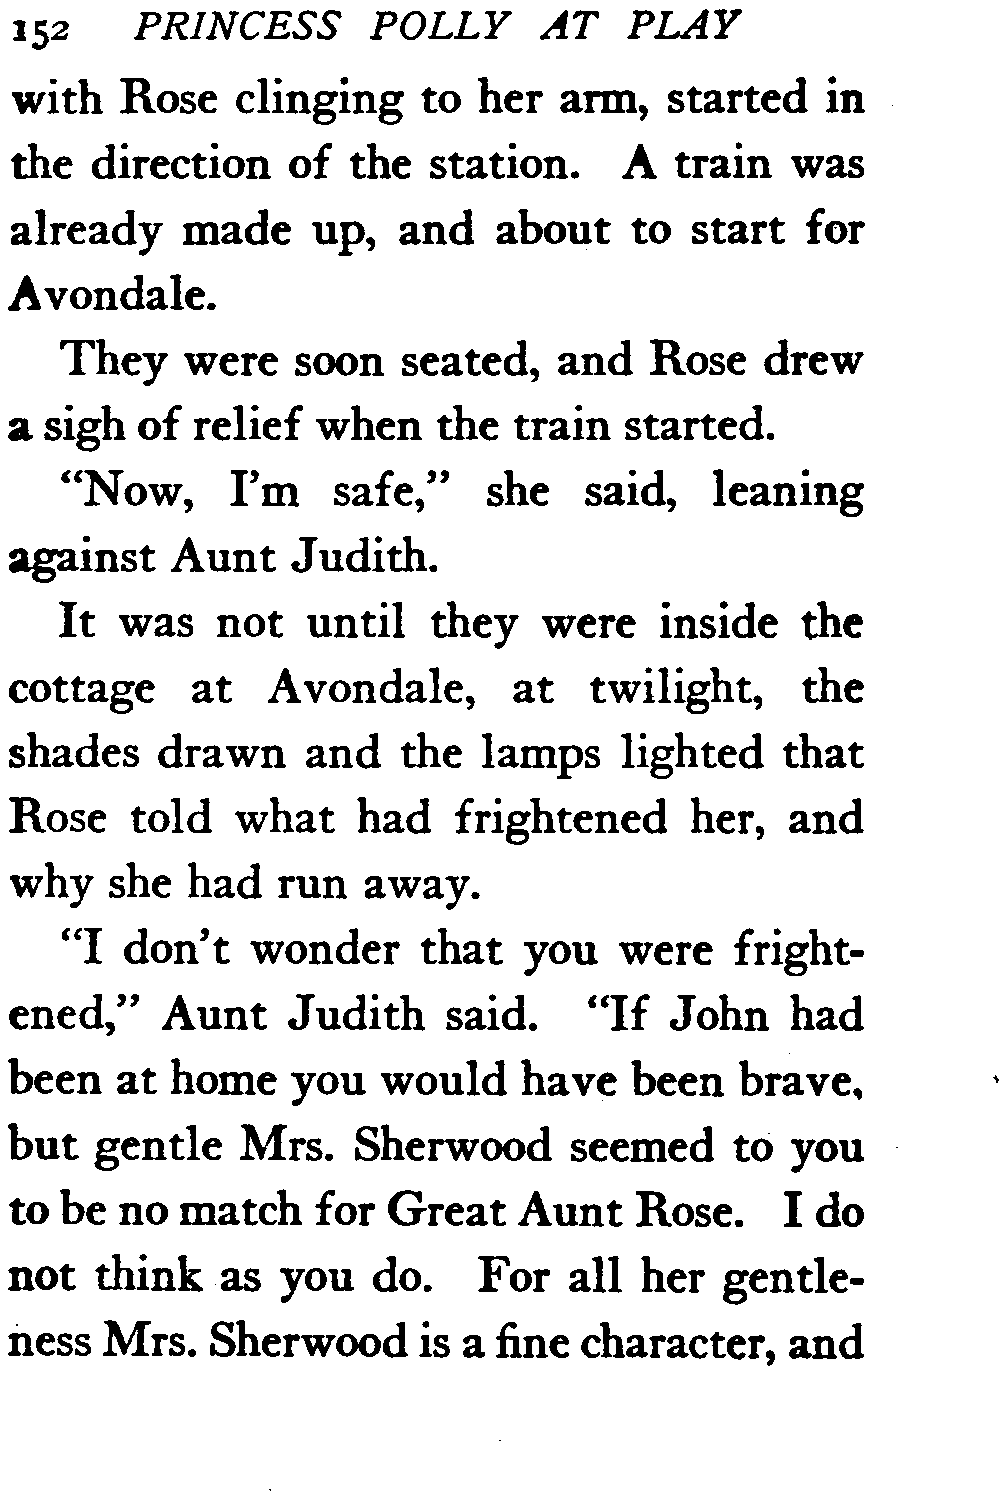 152 PRINCESS POLLY AT PLAY
with Rose clinging to her arm, started in
the direction of the station. A train was
already made up, and about to start for
Avondale.
They were soon seated, and Rose drew
a sigh of relief when the train started.
“Now, I’m safe,” she said, leaning
against Aunt Judith.
It was not until they were inside the
cottage at Avondale, at twilight, the
shades drawn and the lamps lighted that
Rose told what had frightened her, and
why she had run away.
“I don’t wonder that you were fright-
ened,” Aunt Judith said. “If John had
been at home you would have been brave,
but gentle Mrs. Sherwood seemed to you
to be no match for Great Aunt Rose. I do
not think as you do. For all her gentle-
ness Mrs. Sherwood is a fine character, and